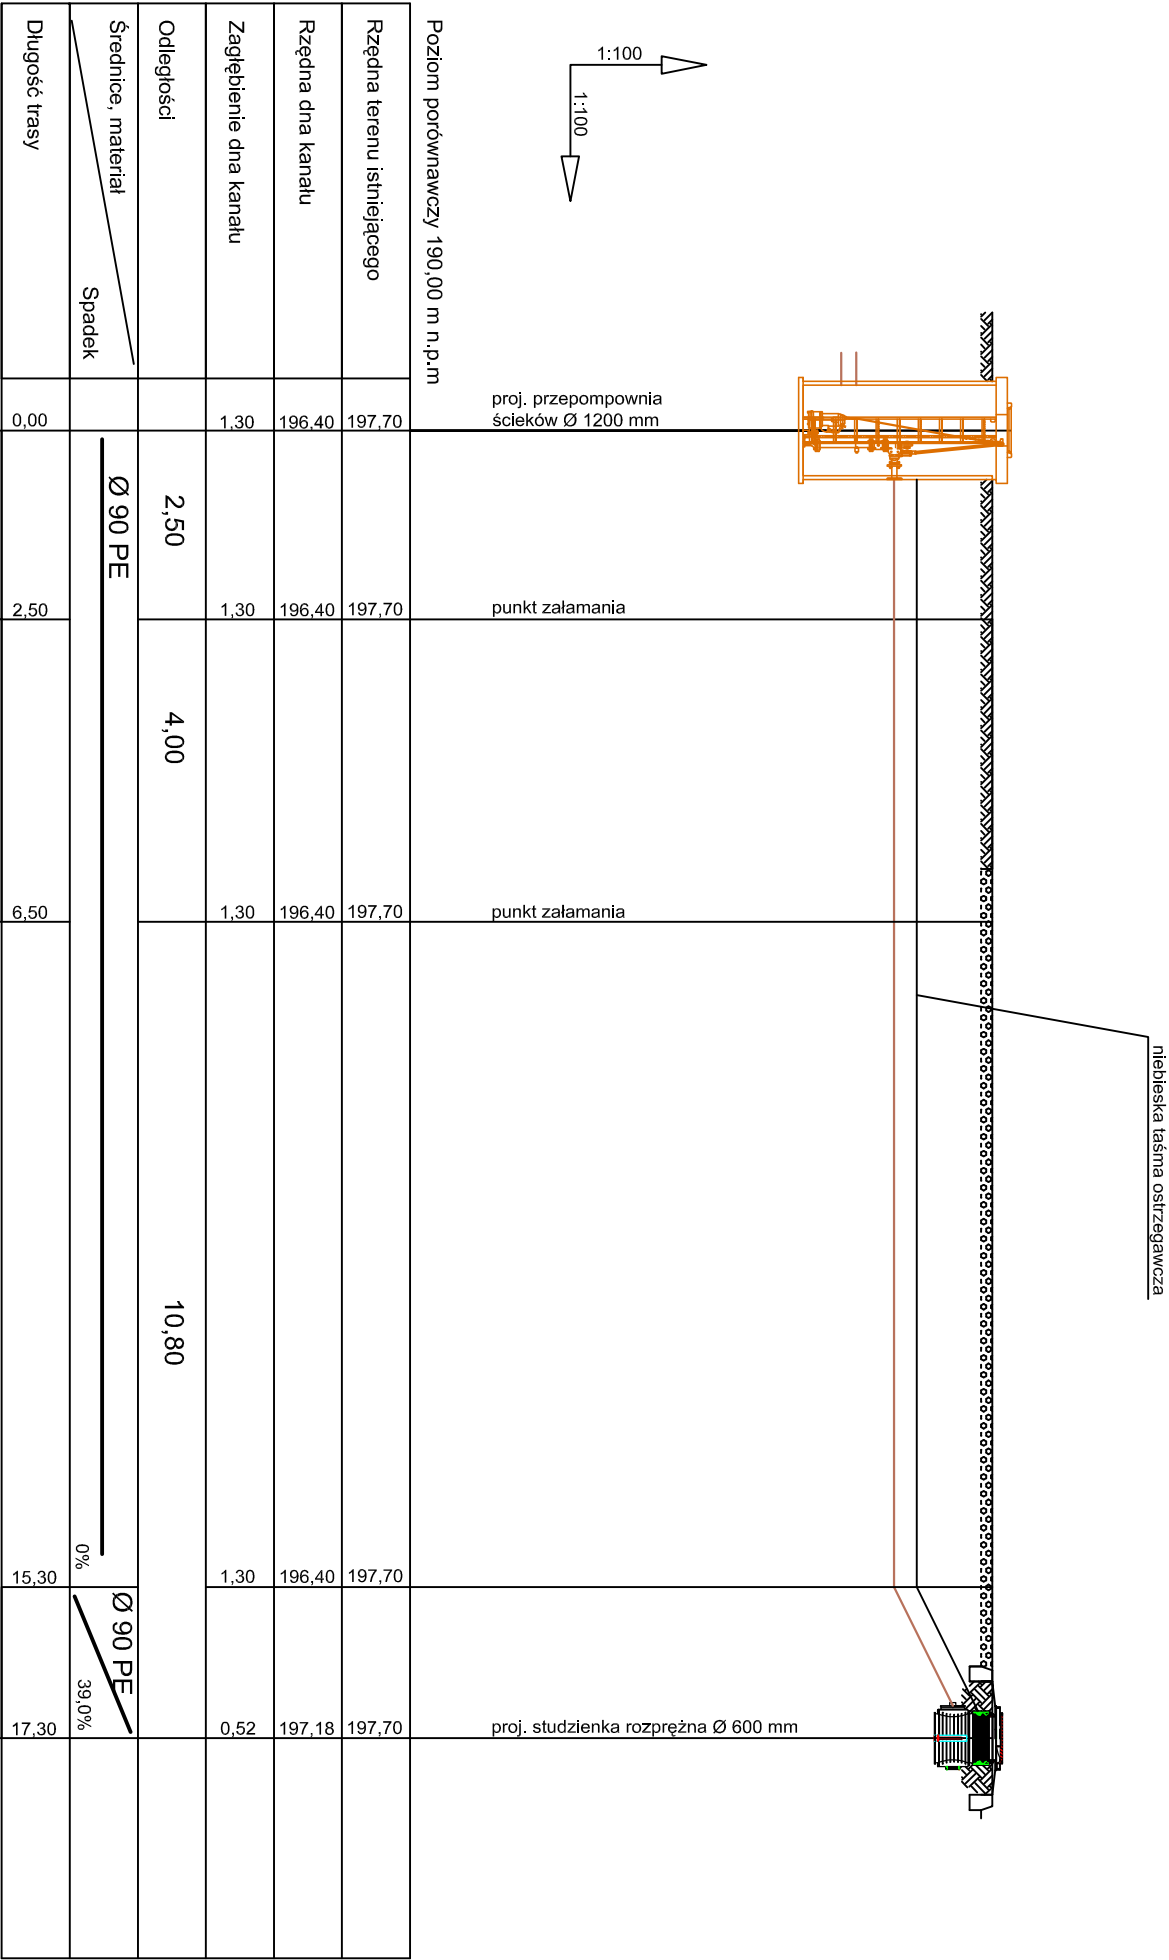 niebieska taśma ostrzegawcza
1:100
1:100
proj. przepompownia
ścieków Ø 1200 mm
punkt załamania
punkt załamania
proj. studzienka rozprężna Ø 600 mm
Poziom porównawczy 190,00 m n.p.m
Rzędna terenu istniejącego
197,70
197,70
197,70
197,70
197,70
Rzędna dna kanału
196,40
196,40
196,40
196,40
197,18
Zagłębienie dna kanału
1,30
1,30
1,30
1,30
0,52
Odległości
2,50
4,00
10,80
Średnice, materiał
Spadek
Ø 90 PE
0%
Ø 90 PE
39,0%
Długość trasy
0,00
2,50
6,50
15,30
17,30